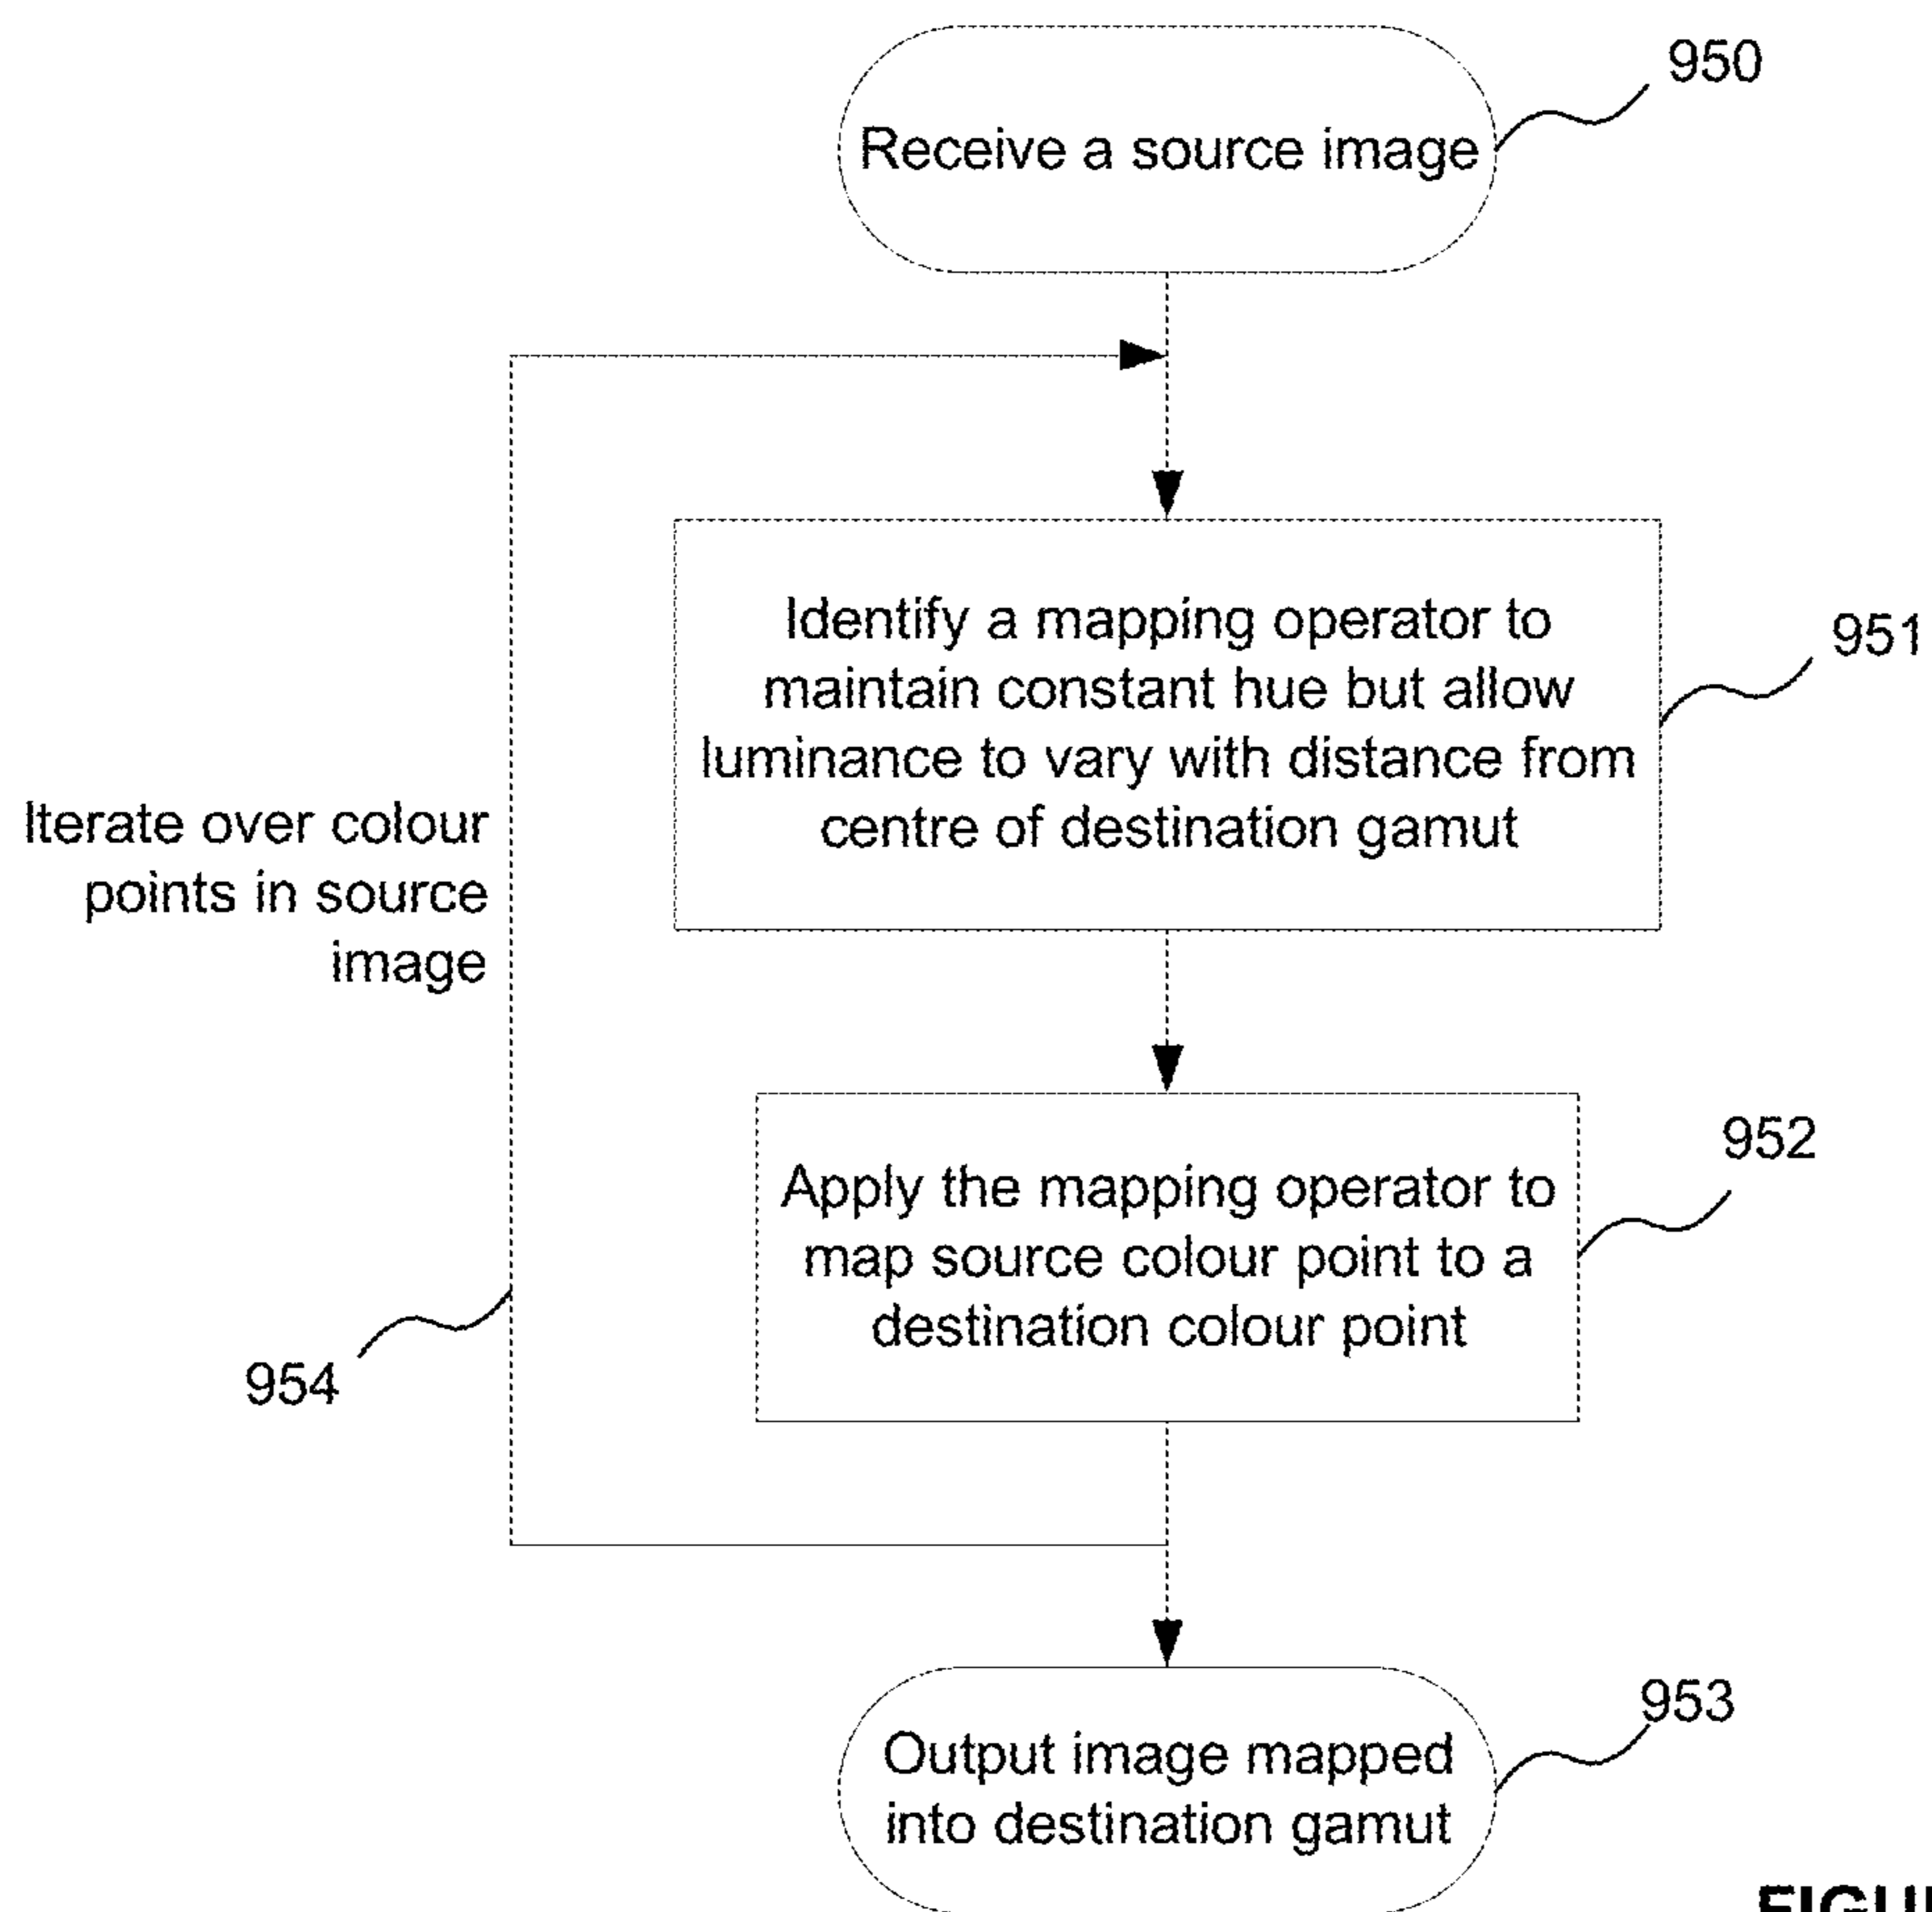 950
Receive a source image
Identify a mapping operator to
maintain constant hue but allow
luminance to vary with distance from
centre of destination gamut
951
Iterate over colour
points in source
image
952
Apply the mapping operator to
map source colour point to a
destination colour point
954
953
Output image mapped
into destination gamut